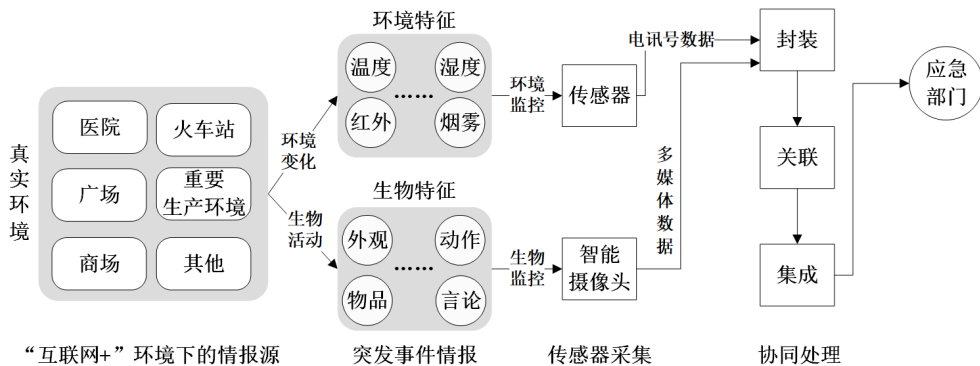 真实环境
医院
火车站
广场
重要
生产环境
商场
其他
环境
变化
生物
活动
环境特征
温度
湿度
……
红外
烟雾
生物特征
外观
动作
……
物品
言论
环境
监控
生物
监控
传感器
智能
摄像头
电讯号数据
多媒体数据
封装
关联
集成
应急
部门
“互联网+”环境下的情报源
突发事件情报
传感器采集
协同处理